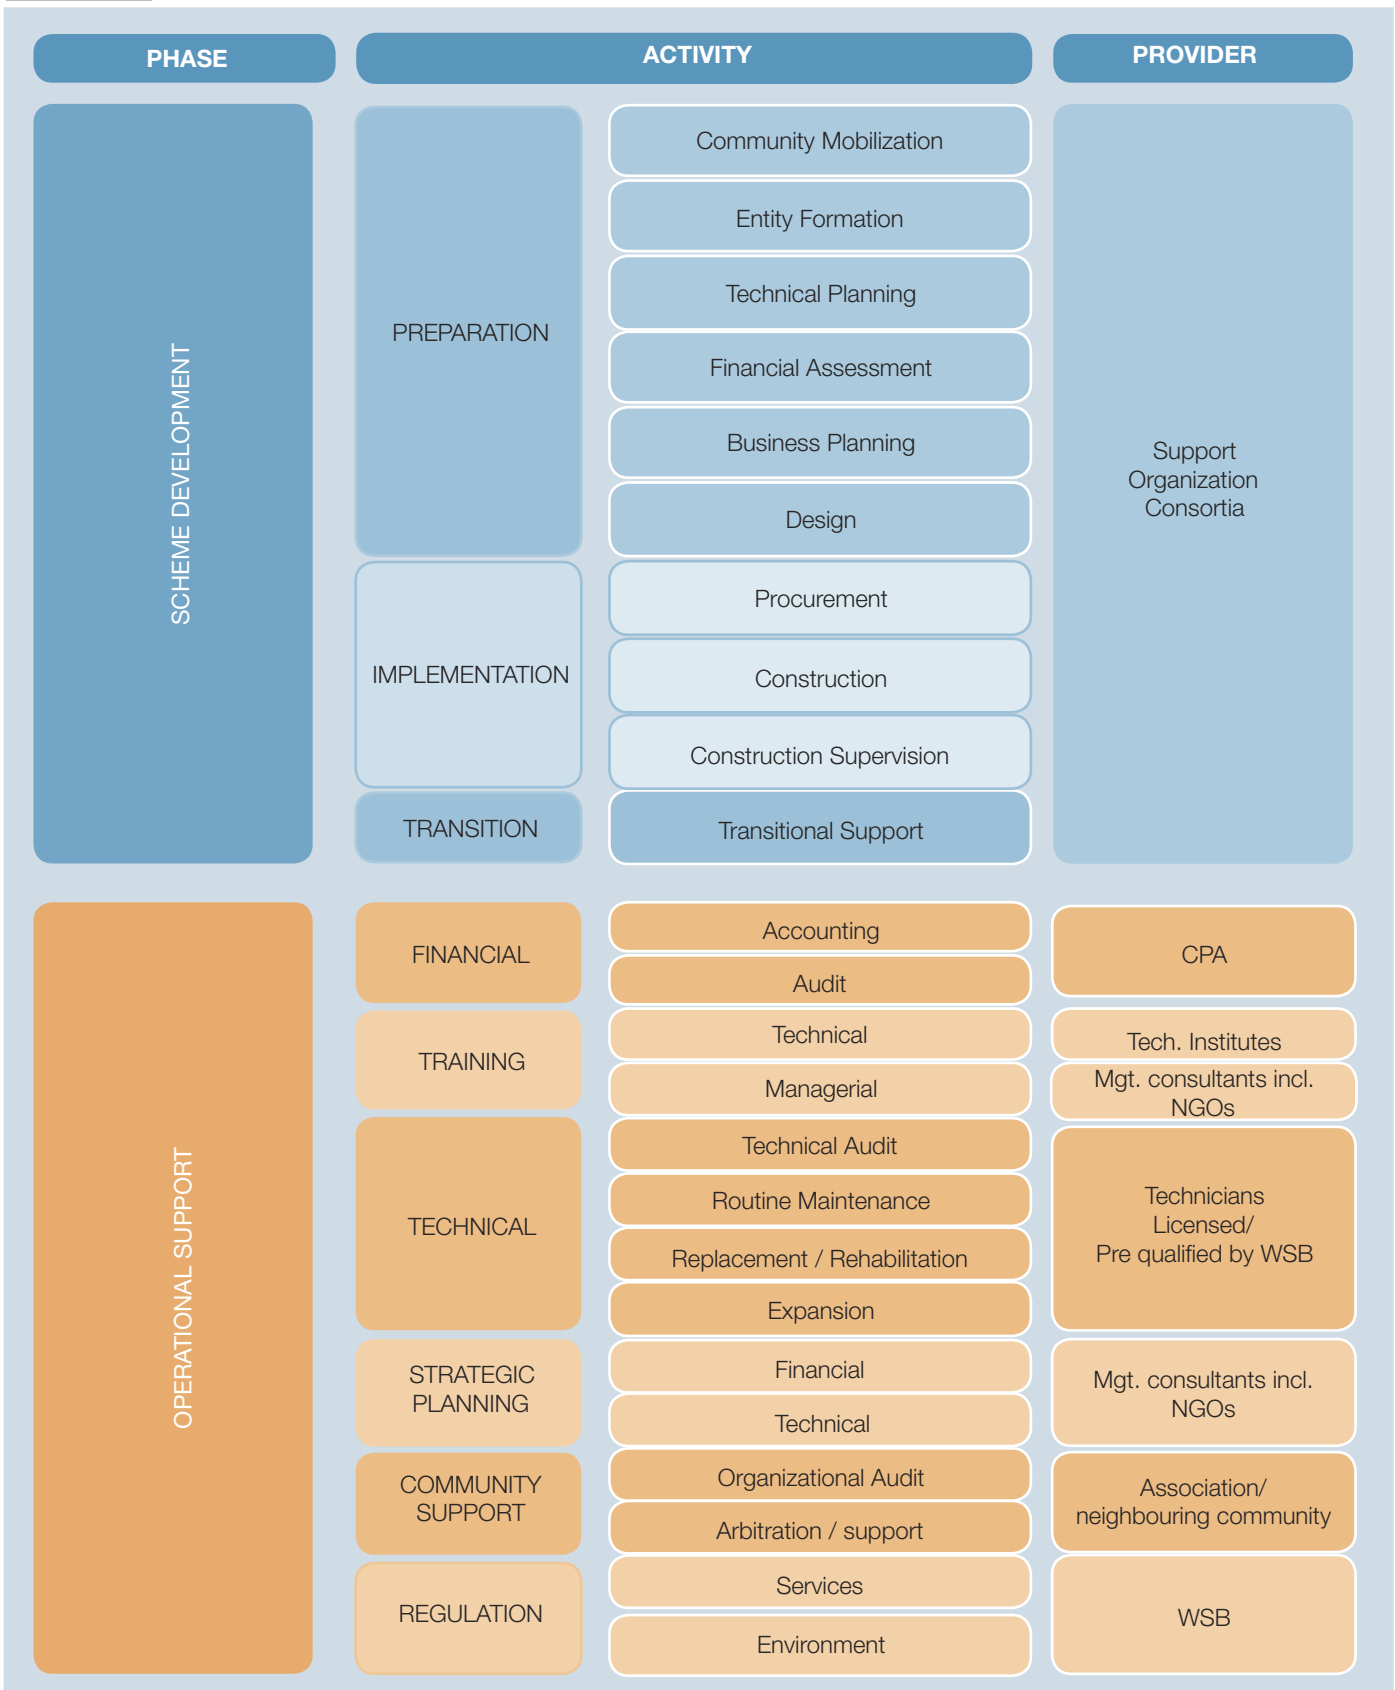 PHASE
ACTIVITY
PROVIDER
SCHEME DEVELOPMENT
PREPARATION
Community Mobilization
Entity Formation
Technical Planning
Financial Assessment
Business Planning
Design
IMPLEMENTATION
Procurement
Construction
Construction Supervision
TRANSITION
Transitional Support
Support
Organization
Consortia
OPERATIONAL SUPPORT
FINANCIAL
Accounting
Audit
CPA
TRAINING
Technical
Managerial
Tech. Institutes
Mgt. consultants incl.
NGOs
TECHNICAL
Technical Audit
Routine Maintenance
Replacement / Rehabilitation
Expansion
Technicians
Licensed/
Pre qualified by WSB
STRATEGIC
PLANNING
Financial
Technical
Mgt. consultants incl.
NGOs
COMMUNITY
SUPPORT
Organizational Audit
Arbitration / support
Association/
neighbouring community
REGULATION
Services
Environment
WSB